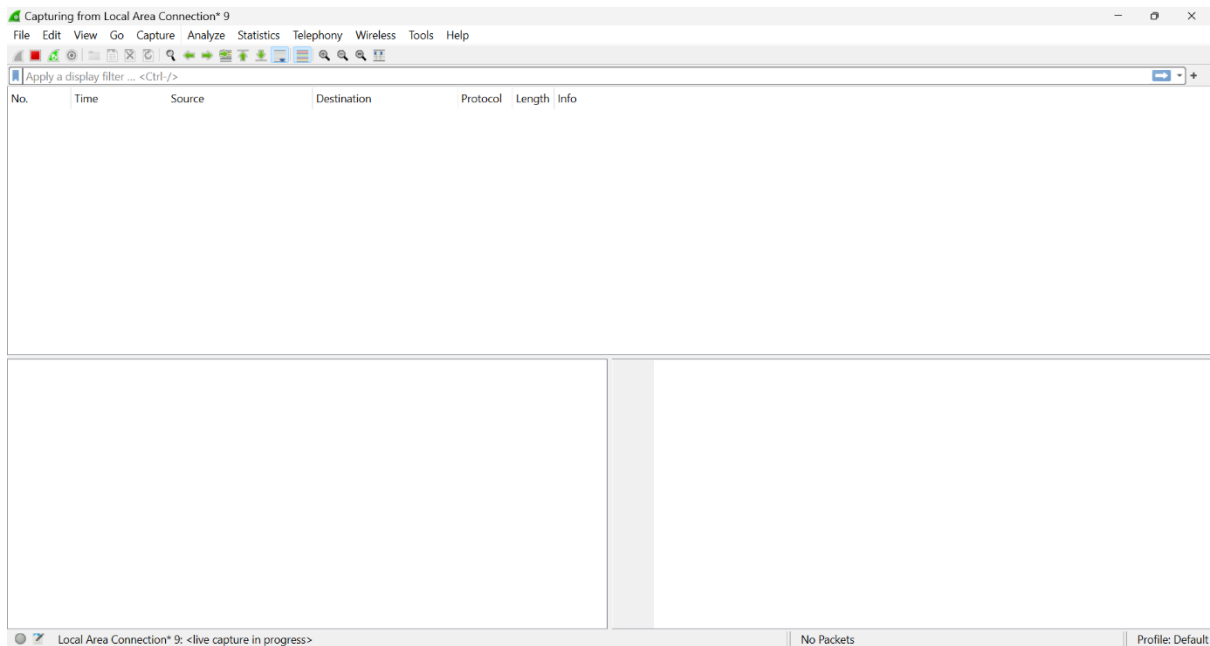 Capturing from Local Area Connection* 9
File Edit View Go Capture Analyze Statistics Telephony Wireless Tools Help
Apply a display filter ... <Ctrl-/>
No. Time Source Destination Protocol Length Info
Local Area Connection* 9: <live capture in progress> No Packets Profile: Default